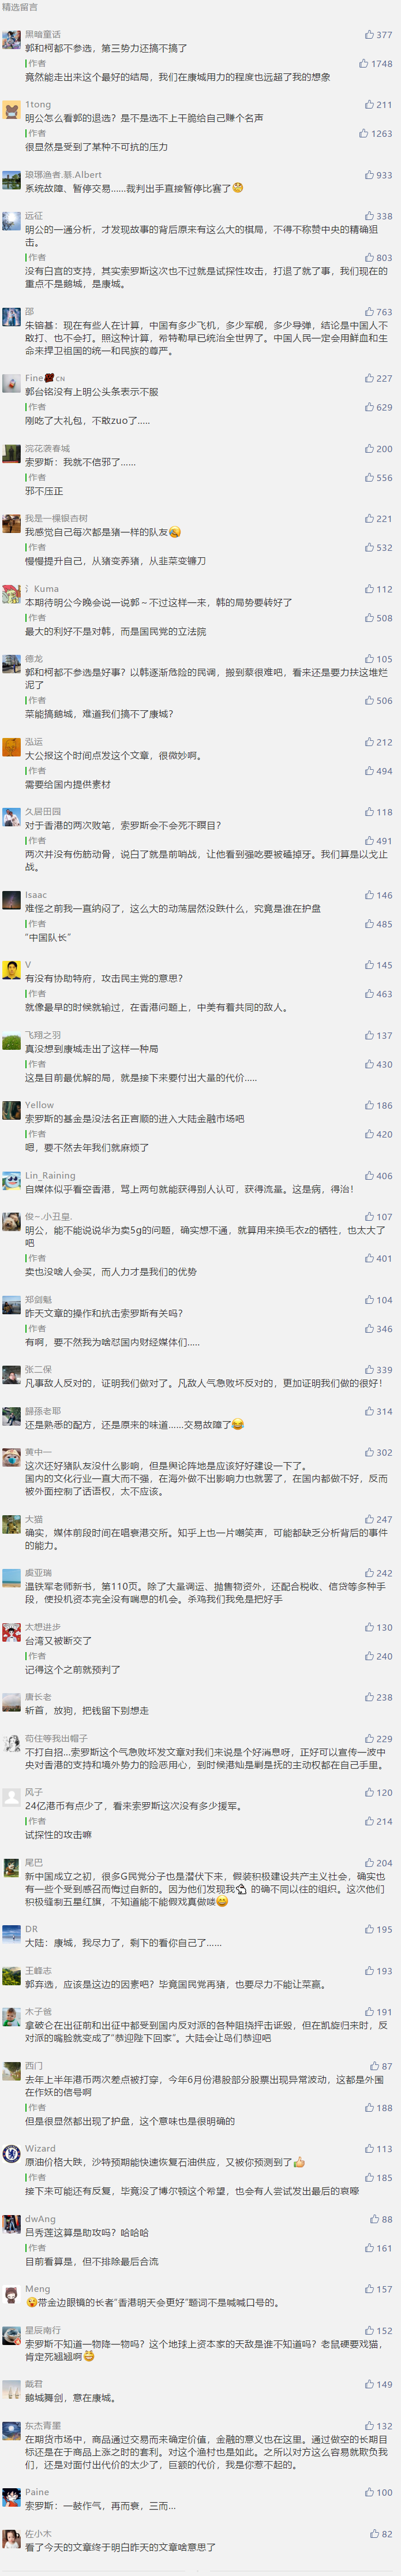 精选留言
黑暗童话 377
郭和柯都不参选，第三势力还搞不搞了
作者 1748
竟然能走出来这个最好的结局，我们在康城用力的程度也远超了我的想象
1tong 211
明公怎么看郭的退选？是不是选不上干脆给自己赚个名声
作者 1263
很显然是受到了某种不可抗的压力
琅琊渔者.暴.Albert 933
系统故障、暂停交易……裁判出手直接暂停比赛了
远征 338
明公的一通分析，才发现故事的背后原来有这么大的棋局，不得不称赞中央的精确狙
击。
作者 803
没有白宫的支持，其实索罗斯这次也不过就是试探性攻击，打退了就了事，我们现在的
重点不是鹅城，是康城。
邵 763
朱镕基：现在有些人在计算，中国有多少飞机，多少军舰，多少导弹，结论是中国人不
敢打、也不会打。照这种计算，希特勒早已统治全世界了。中国人民一定会用鲜血和生
命来捍卫祖国的统一和民族的尊严。
Fine CN 227
郭台铭没有上明公头条表示不服
作者 629
刚吃了大礼包，不敢zuo了.....
浣花菱春城 200
索罗斯：我就不信邪了……
作者 556
邪不压正
我是一棵银杏树 221
我感觉自己每次都是猪一样的队友
作者 532
慢慢提升自己，从猪变养猪，从韭菜变镰刀
氵Kuma 112
本期待明公今晚会说一说郭～不过这样一来，韩的局势要转好了
作者 508
最大的利好不是对韩，而是国民党的立法院
德龙 105
郭和柯都不参选是好事？以韩逐渐危险的民调，搬到蔡很难吧，看来还是要力扶这堆烂
泥了
作者 506
菜能搞鹅城，难道我们搞不了康城？
泓运 212
大公报这个时间点发这个文章，很微妙啊。
作者 494
需要给国内提供素材
久居田园 118
对于香港的两次败笔，索罗斯会不会死不瞑目？
作者 491
两次并没有伤筋动骨，说白了就是前哨战，让他看到强吃要被磕掉牙。我们算是以戈止
战。
Isaac 146
难怪之前我一直纳闷了，这么大的动荡居然没跌什么，究竟是谁在护盘
作者 485
“中国队长”
V 145
有没有协助特府，攻击民主党的意思？
作者 463
就像最早的时候就输过，在香港问题上，中美有着共同的敌人。
飞翔之羽 137
真没想到康城走出了这样一种局
作者 430
这是目前最优解的局，就是接下来要付出大量的代价.....
Yellow 186
索罗斯的基金是没法名正言顺的进入大陆金融市场吧
作者 420
嗯，要不然去年我们就麻烦了
Lin_Raining 406
自媒体似乎看空香港，骂上两句就能获得别人认可，获得流量。这是病，得治！
俊~.小丑皇. 107
明公，能不能说说华为卖5g的问题，确实想不通，就算用来换毛衣z的牺牲，也太大了
吧
作者 401
卖也没啥人会买，而人力才是我们的优势
郑剑魁 104
昨天文章的操作和抗击索罗斯有关吗？
作者 346
有啊，要不然我为啥怼国内财经媒体们.....
张二保 339
凡事敌人反对的，证明我们做对了。凡敌人气急败坏反对的，更加证明我们做的很好！
歸孫老耶 314
还是熟悉的配方，还是原来的味道……交易故障了
黄中一 302
这次还好猪队友没什么影响，但是舆论阵地是应该好好建设一下了。
国内的文化行业一直大而不强，在海外做不出影响力也就罢了，在国内都做不好，反而
被外面控制了话语权，太不应该。
大猫 247
确实，媒体前段时间在唱衰港交所。知乎上也一片嘲笑声，可能都缺乏分析背后的事件
的能力。
虞亚瑞 242
温铁军老师新书，第110页。除了大量调运、抛售物资外，还配合税收、信贷等多种手
段，使投机资本完全没有喘息的机会。杀鸡我们我免是把好手
太想进步 130
台湾又被断交了
作者 240
记得这个之前就预判了
唐长老 238
斩首，放狗，把钱留下别想走
苟住等我出帽子 229
不打自招...索罗斯这个气急败坏发文章对我们来说是个好消息呀，正好可以宣传一波中
央对香港的支持和境外势力的险恶用心，到时候港灿是剿是抚的主动权都在自己手里。
风子 120
24亿港币有点少了，看来索罗斯这次没有多少援军。
作者 214
试探性的攻击嘛
尾巴 204
新中国成立之初，很多G民党分子也是潜伏下来，假装积极建设共产主义社会，确实也
有一些个受到感召而悔过自新的。因为他们发现我 的确不同以往的组织。这次他们
积极缝制五星红旗，不知道能不能假戏真做喽
DR 195
大陆：康城，我尽力了，剩下的看你自己了……
王峰志 193
郭弃选，应该是这边的因素吧？毕竟国民党再猪，也要尽力不能让菜赢。
木子爸 191
拿破仑在出征前和出征中都受到国内反对派的各种阻挠抨击诋毁，但在凯旋归来时，反
对派的嘴脸就变成了“恭迎陛下回家”。大陆会让岛们恭迎吧
西门 87
去年上半年港币两次差点被打穿，今年6月份港股部分股票出现异常波动，这都是外围
在作妖的信号啊
作者 188
但是很显然都出现了护盘，这个意味也是很明确的
Wizard 113
原油价格大跌，沙特预期能快速恢复石油供应，又被你预测到了
作者 185
接下来可能还有反复，毕竟没了博尔顿这个希望，也会有人尝试发出最后的哀嚎
dwAng 88
吕秀莲这算是助攻吗？哈哈哈
作者 161
目前看算是，但不排除最后合流
Meng 157
带金边眼镜的长者“香港明天会更好”题词不是喊喊口号的。
星辰南行 152
索罗斯不知道一物降一物吗？这个地球上资本家的天敌是谁不知道吗？老鼠硬要戏猫，
肯定死翘翘啊
戴君 149
鹅城舞剑，意在康城。
东杰青墨 132
在期货市场中，商品通过交易而来确定价值，金融的意义也在这里。通过做空的长期目
标还是在于商品上涨之时的套利。对这个渔村也是如此。之所以对方这么容易就欺负我
们，还是对面付出代价的太少了，巨额的代价，我是你惹不起的。
Paine 100
索罗斯：一鼓作气，再而衰，三而...
佐小木 82
看了今天的文章终于明白昨天的文章啥意思了